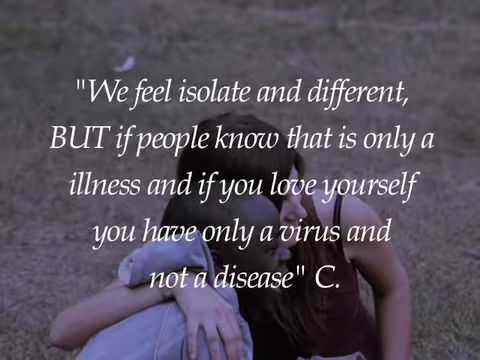 "We feel isolate and different,
BUT if people know that is only a
illness and if you love yourself
you have only a virus and
not a disease" C.